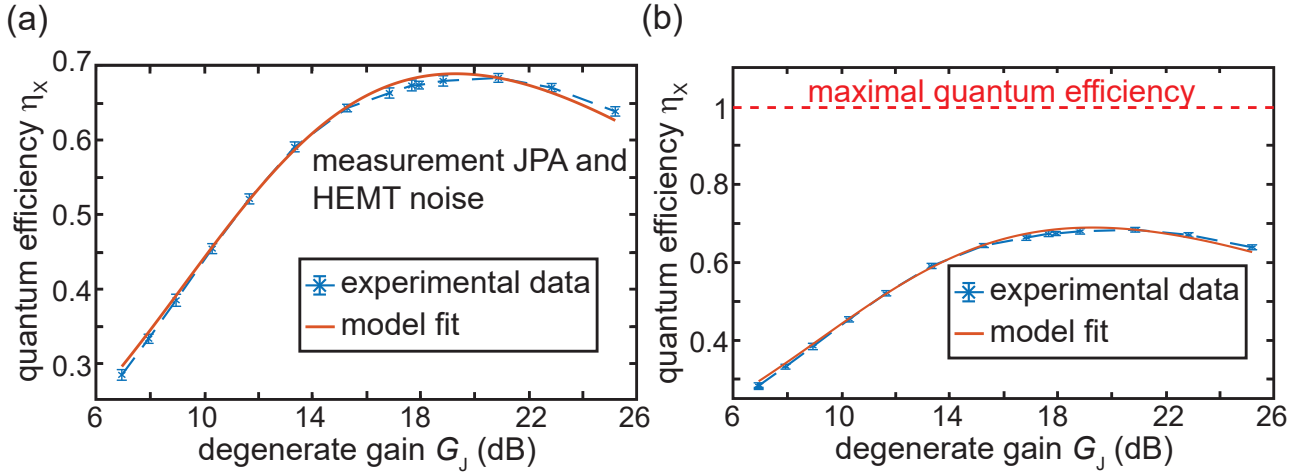 (a)
0.7
0.6
0.5
0.4
0.3
quantum efficiency ηX
measurement JPA and
HEMT noise
experimental data
model fit
6 10 14 18 22 26
degenerate gain GJ (dB)
(b)
maximal quantum efficiency
1
0.8
0.6
0.4
quantum efficiency ηX
experimental data
model fit
6 10 14 18 22 26
degenerate gain GJ (dB)